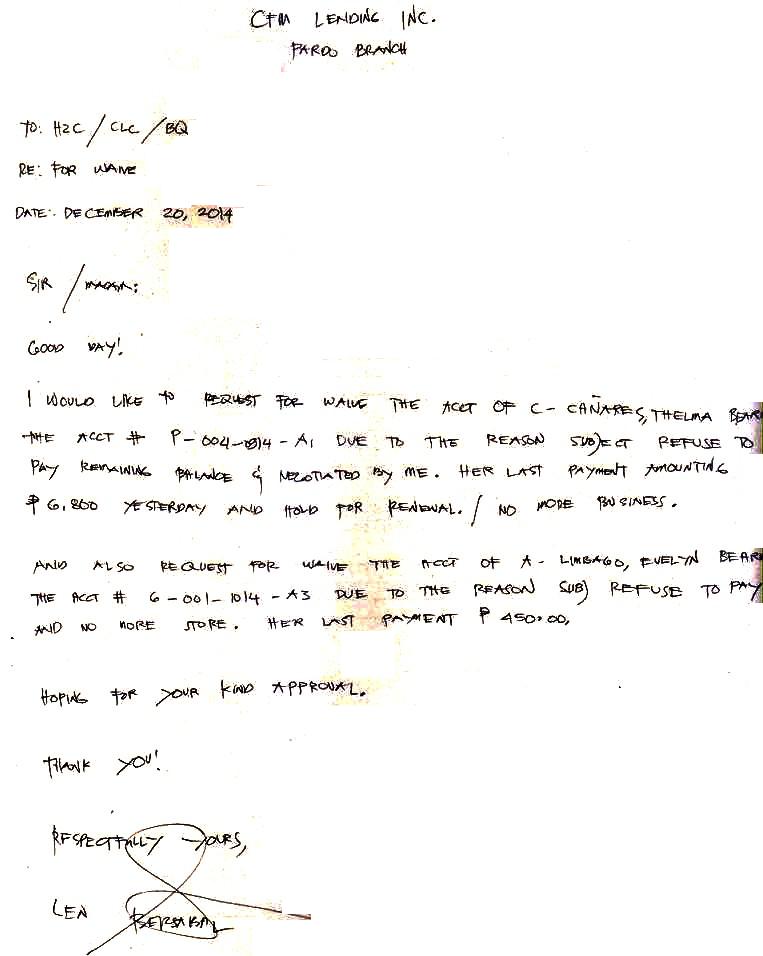 CFM LENDING INC.
PARDO BRANCH
TO: HZC/CLC/BQ
RE: FOR WAIVE
DATE: DECEMBER 20, 2014
SIR / MADAM:
GOOD DAY!
I WOULD LIKE TO REQUEST FOR WAIVE THE ACCT OF C- CAÑARES, THELMA BEAR
THE ACCT # P-004-1014-A1 DUE TO THE REASON SUBJECT REFUSE TO
PAY REMAINING BALANCE & NEGOTIATED BY ME. HER LAST PAYMENT AMOUNTING
₱ 6,800 YESTERDAY AND HOLD FOR RENEWAL. / NO MORE BUSINESS.
AND ALSO REQUEST FOR WAIVE THE ACCT OF A- LIMBAGO, EVELYN BEAR
THE ACCT # G-001-1014-A3 DUE TO THE REASON SUBJ REFUSE TO PAY
AND NO MORE STORE. HER LAST PAYMENT ₱ 450.00,
HOPING FOR YOUR KIND APPROVAL.
THANK YOU!
RESPECTFULLY YOURS,
LEN BERSABAL